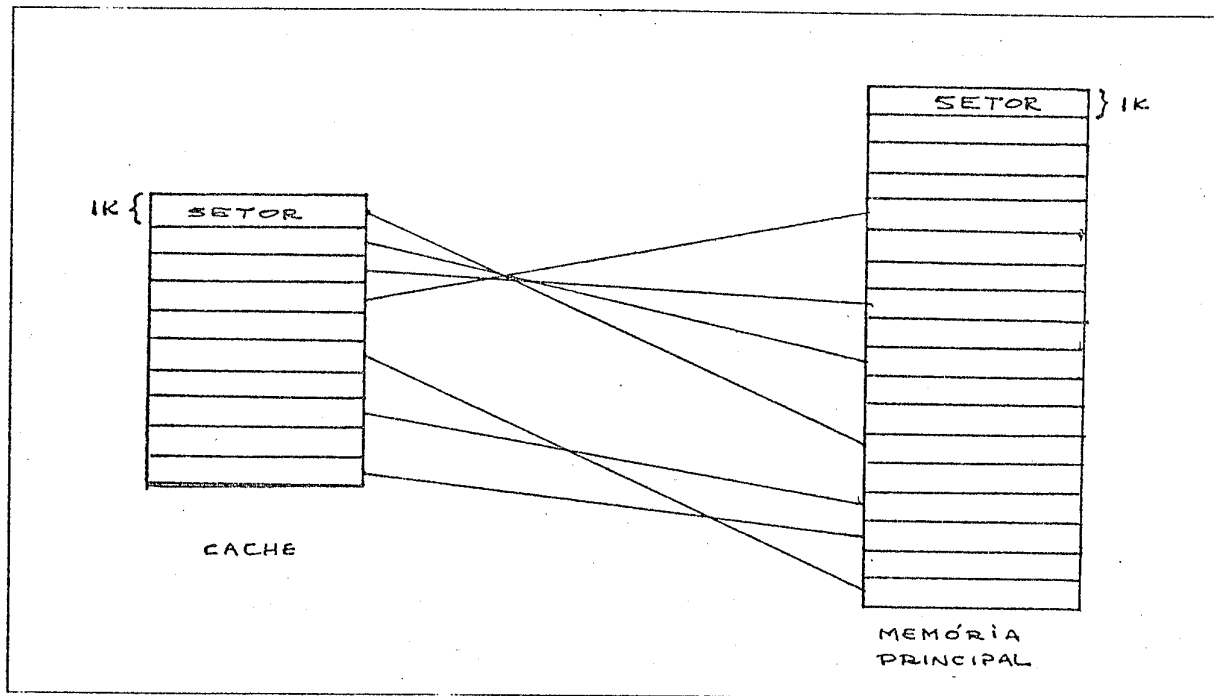 SETOR } 1K
1K { SETOR
CACHE
MEMÓRIA
PRINCIPAL